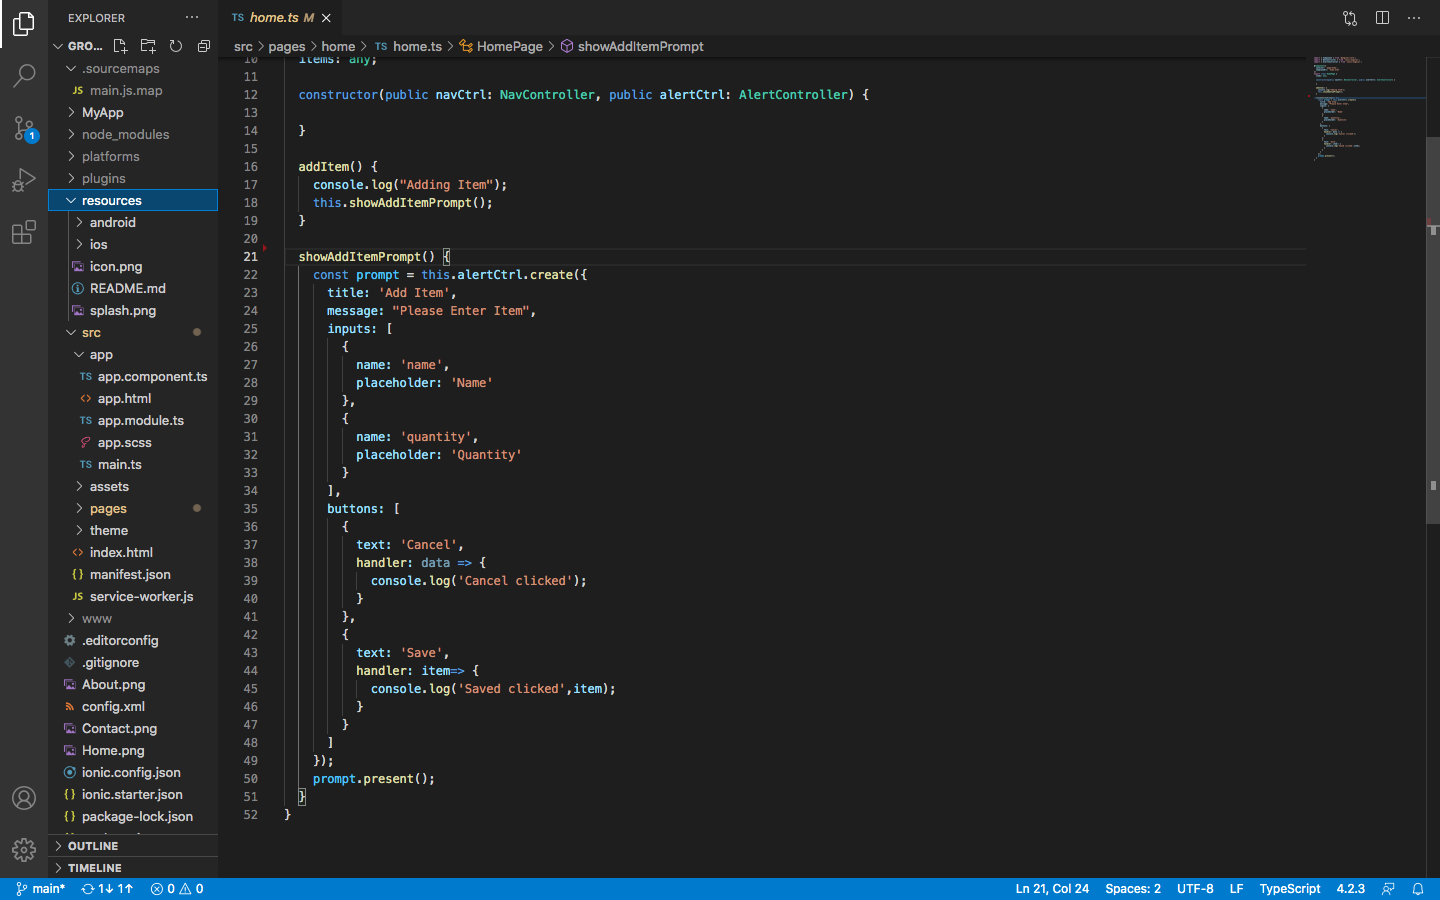 EXPLORER
GRO...
.sourcemaps
JS main.js.map
MyApp
node_modules
platforms
plugins
resources
android
ios
icon.png
README.md
splash.png
src
app
TS app.component.ts
<> app.html
TS app.module.ts
app.scss
TS main.ts
assets
pages
theme
<> index.html
{} manifest.json
JS service-worker.js
www
.editorconfig
.gitignore
About.png
config.xml
Contact.png
Home.png
ionic.config.json
{} ionic.starter.json
{} package-lock.json
OUTLINE
TIMELINE
1
TS home.ts M
src > pages > home > TS home.ts > HomePage > showAddItemPrompt
10 items: any;
11
12 constructor(public navCtrl: NavController, public alertCtrl: AlertController) {
13
14 }
15
16 addItem() {
17 console.log("Adding Item");
18 this.showAddItemPrompt();
19 }
20
21 showAddItemPrompt() {
22 const prompt = this.alertCtrl.create({
23 title: 'Add Item',
24 message: "Please Enter Item",
25 inputs: [
26 {
27 name: 'name',
28 placeholder: 'Name'
29 },
30 {
31 name: 'quantity',
32 placeholder: 'Quantity'
33 }
34 ],
35 buttons: [
36 {
37 text: 'Cancel',
38 handler: data => {
39 console.log('Cancel clicked');
40 }
41 },
42 {
43 text: 'Save',
44 handler: item=> {
45 console.log('Saved clicked',item);
46 }
47 }
48 ]
49 });
50 prompt.present();
51 }
52 }
main* 1↓ 1↑ 0 0 Ln 21, Col 24 Spaces: 2 UTF-8 LF TypeScript 4.2.3